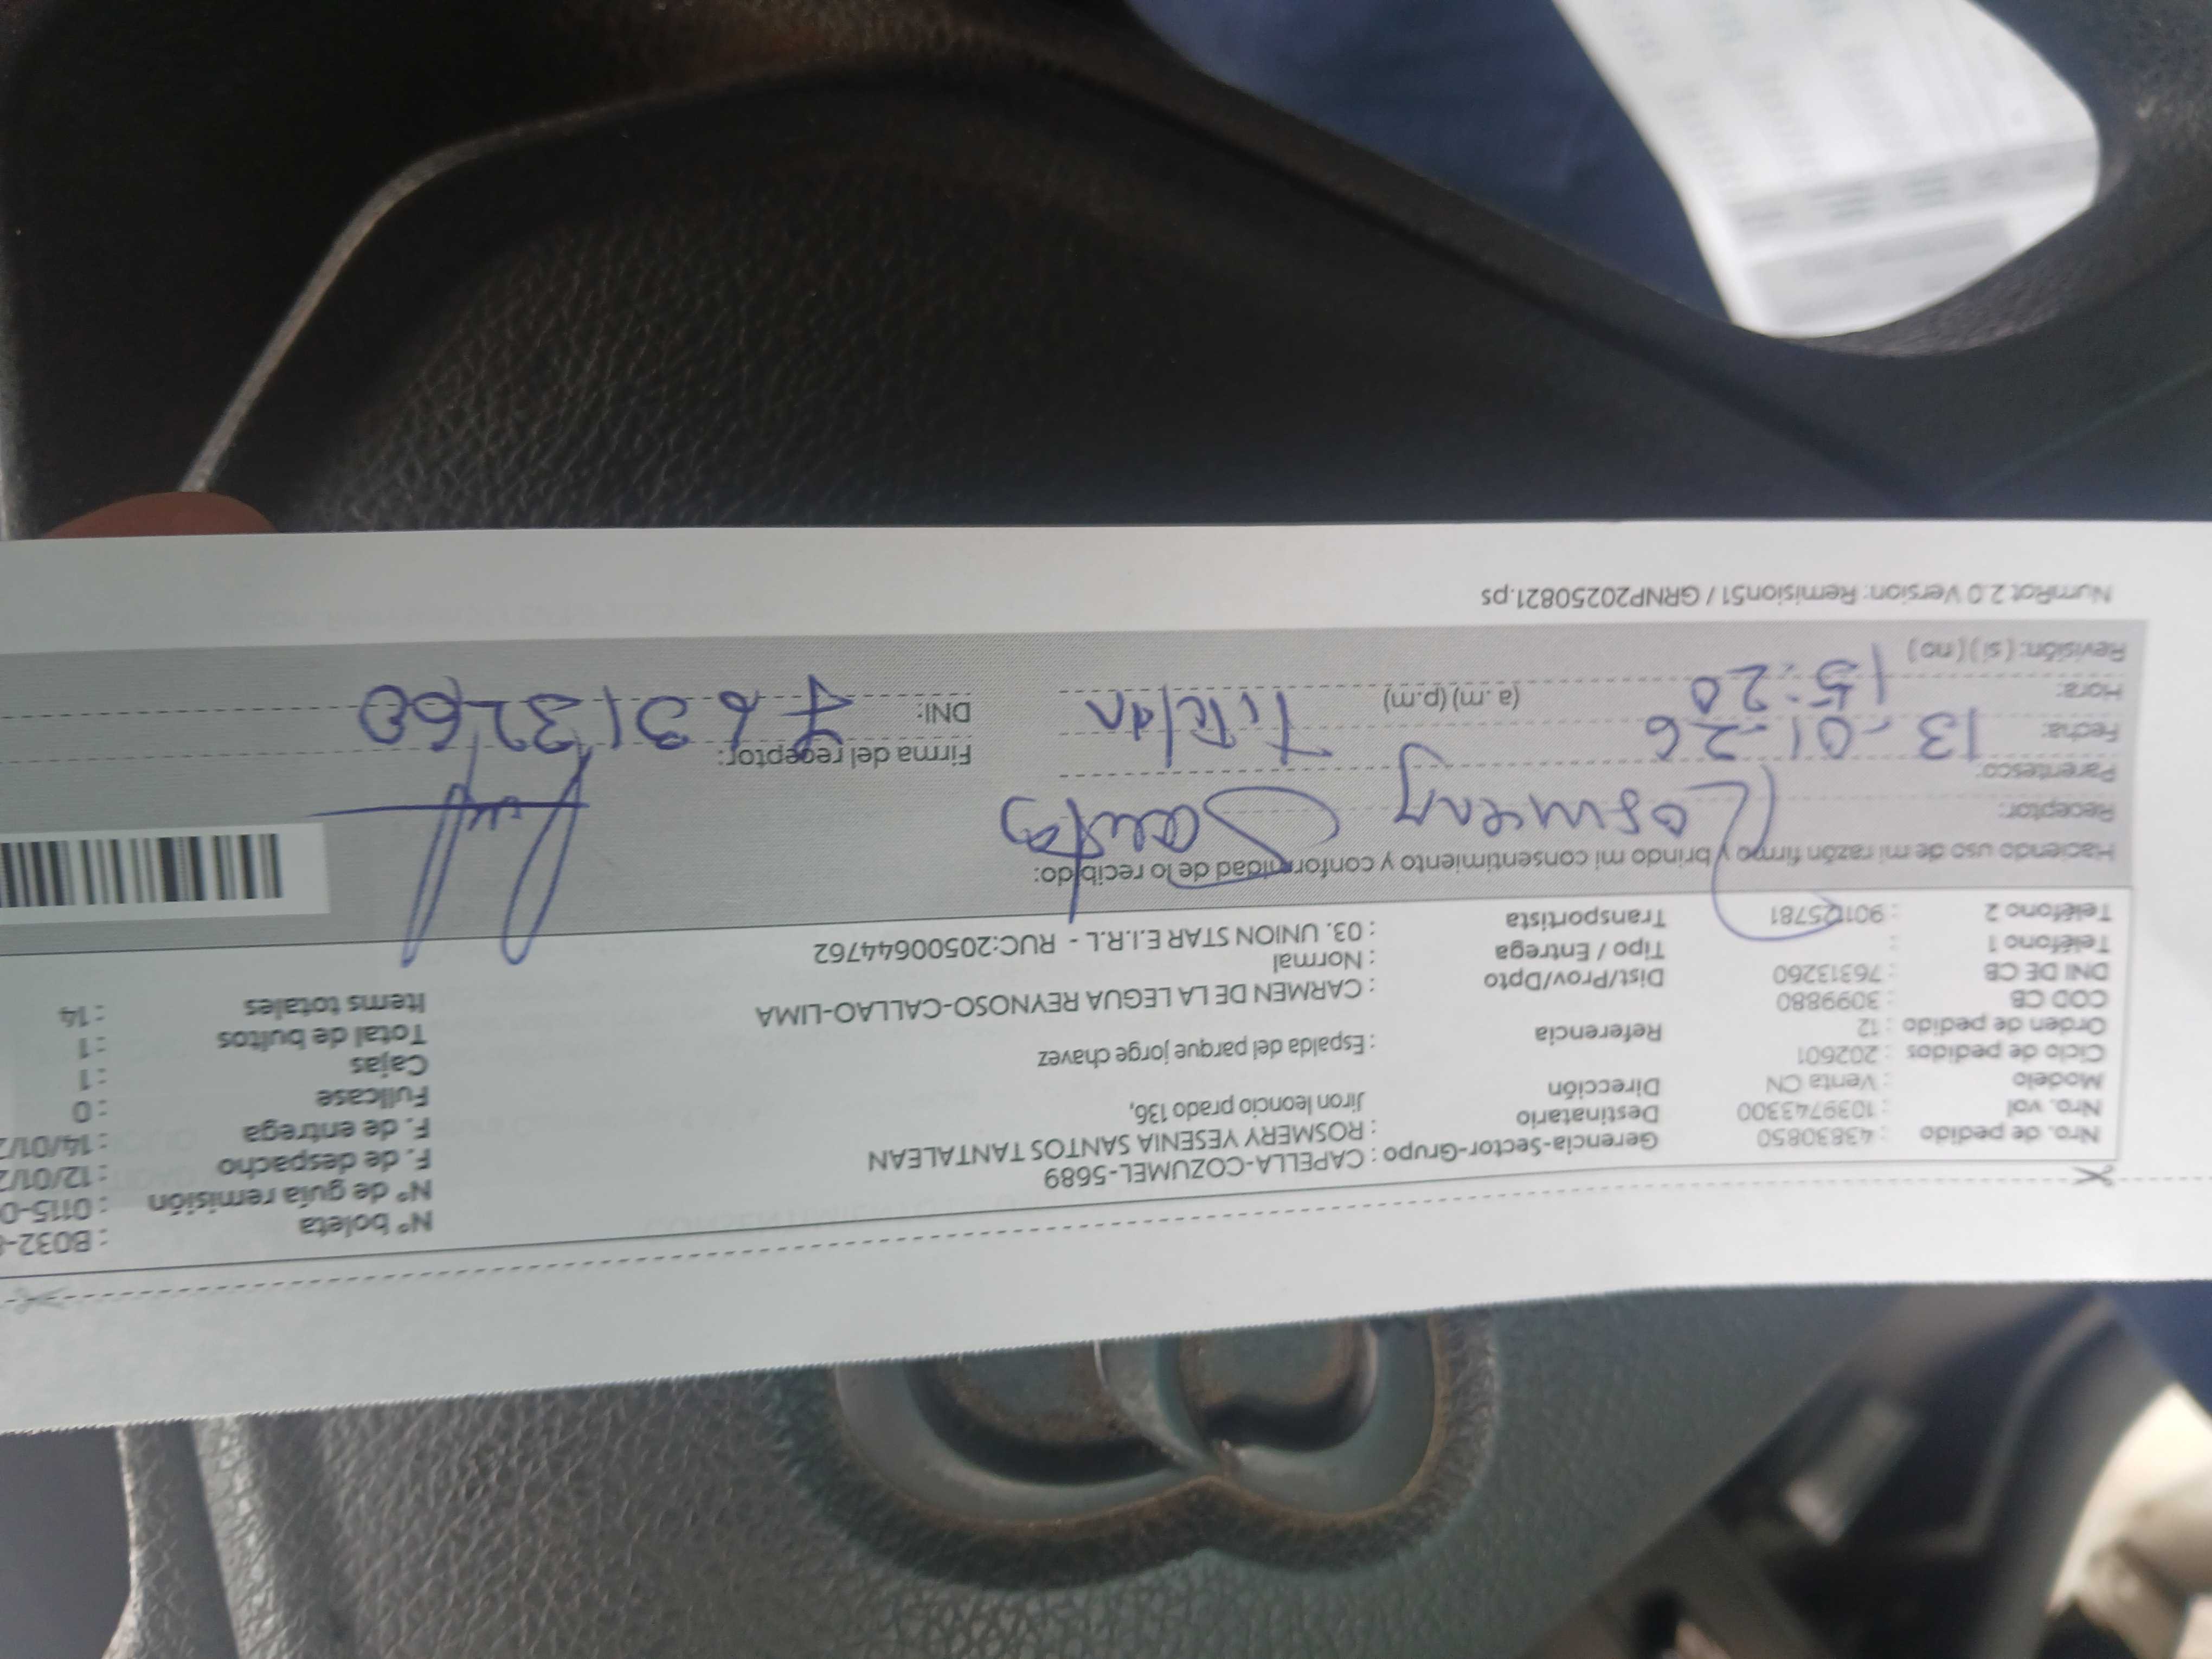 Nro. de pedido : 43830850 Gerencia-Sector-Grupo : CAPELLA-COZUMEL-5689 N° boleta : B032-
Nro. vol : 1039743300 Destinatario : ROSMERY YESENIA SANTOS TANTALEAN N° de guía remisión : 0115-0
Modelo : Venta CN Dirección Jiron leoncio prado 136, F. de despacho : 12/01/2
Ciclo de pedidos : 202601 F. de entrega : 14/01/2
Orden de pedido : 12 Referencia : Espalda del parque jorge chavez Fullcase : 0
COD CB : 3099880 Cajas : 1
DNI DE CB : 76313260 Dist/Prov/Dpto : CARMEN DE LA LEGUA REYNOSO-CALLAO-LIMA Total de bultos : 1
Teléfono 1 : Tipo / Entrega : Normal Items totales : 14
Teléfono 2 : 901125781 Transportista : 03. UNION STAR E.I.R.L - RUC:20500644762
Haciendo uso de mi razón firmo y brindo mi consentimiento y conformidad de lo recibido:
Receptor: Rosmery Santos
Parentesco: Titular Firma del receptor:
Fecha: 13-01-26 DNI: 76313260
Hora: 15:20 (a.m) (p.m)
Revisión: ( si ) ( no )
NumRot 2.0 Version: Remision51 / GRNP20250821.ps